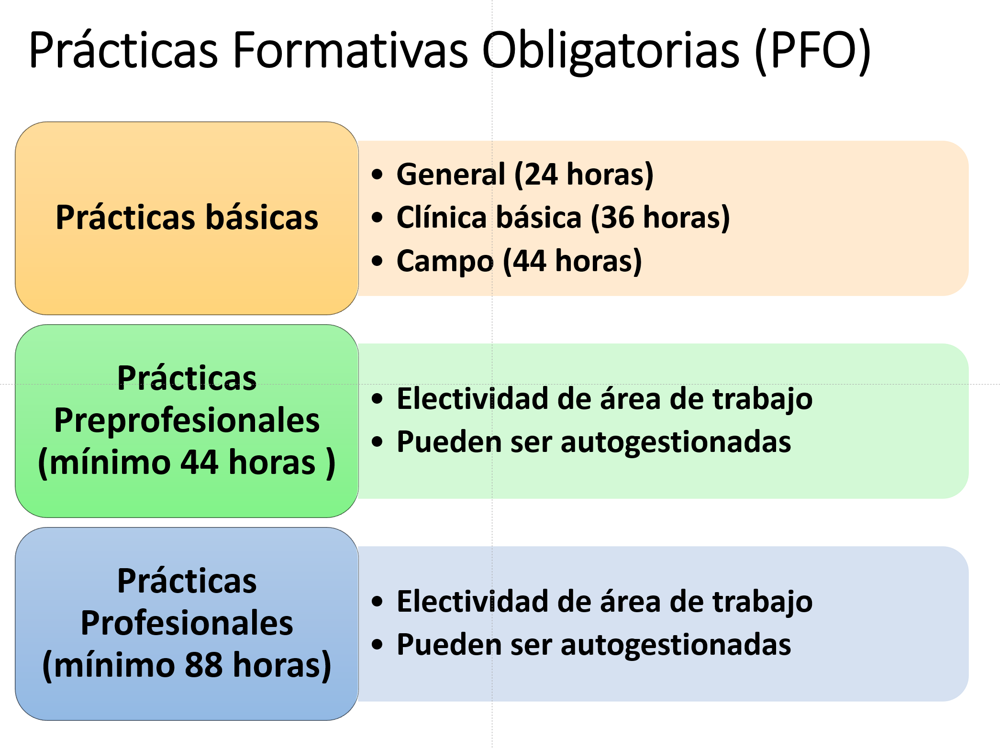 Prácticas Formativas Obligatorias (PFO)
Prácticas básicas
• General (24 horas)
• Clínica básica (36 horas)
• Campo (44 horas)
Prácticas
Preprofesionales
(mínimo 44 horas )
• Electividad de área de trabajo
• Pueden ser autogestionadas
Prácticas
Profesionales
(mínimo 88 horas)
• Electividad de área de trabajo
• Pueden ser autogestionadas